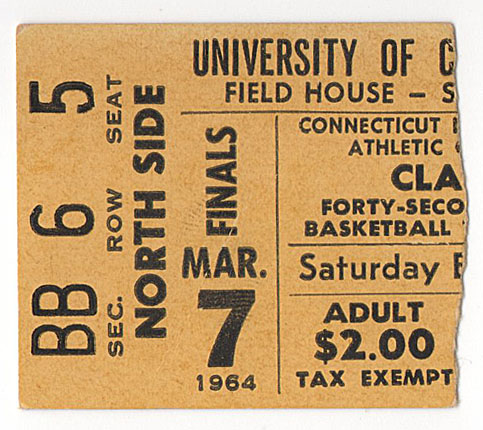 SEC. ROW SEAT
BB 6 5
NORTH SIDE
FINALS
MAR.
7
1964
UNIVERSITY OF C
FIELD HOUSE – S
CONNECTICUT
ATHLETIC
CLA
FORTY-SECO
BASKETBALL
Saturday E
ADULT
$2.00
TAX EXEMPT